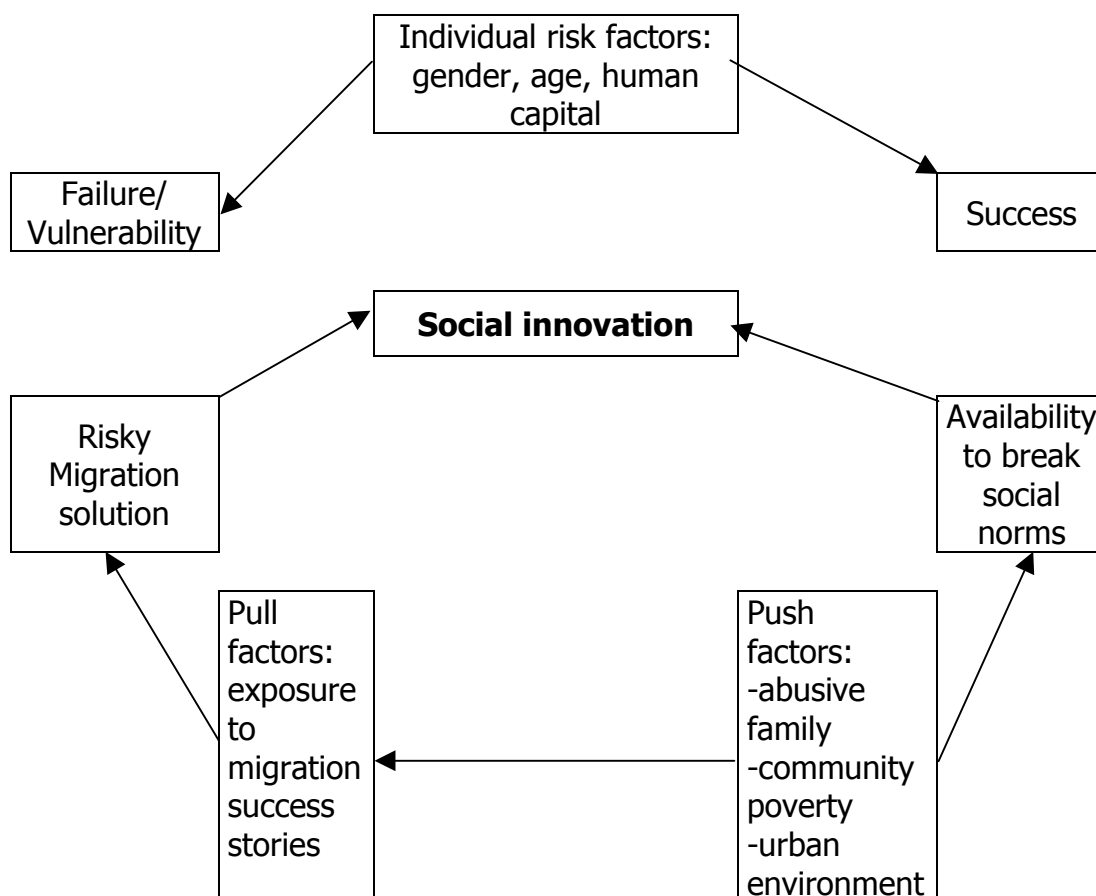 Individual risk factors:
gender, age, human
capital
Failure/
Vulnerability
Success
Social innovation
Risky
Migration
solution
Availability
to break
social
norms
Pull
factors:
exposure
to
migration
success
stories
Push
factors:
-abusive
family
-community
poverty
-urban
environment